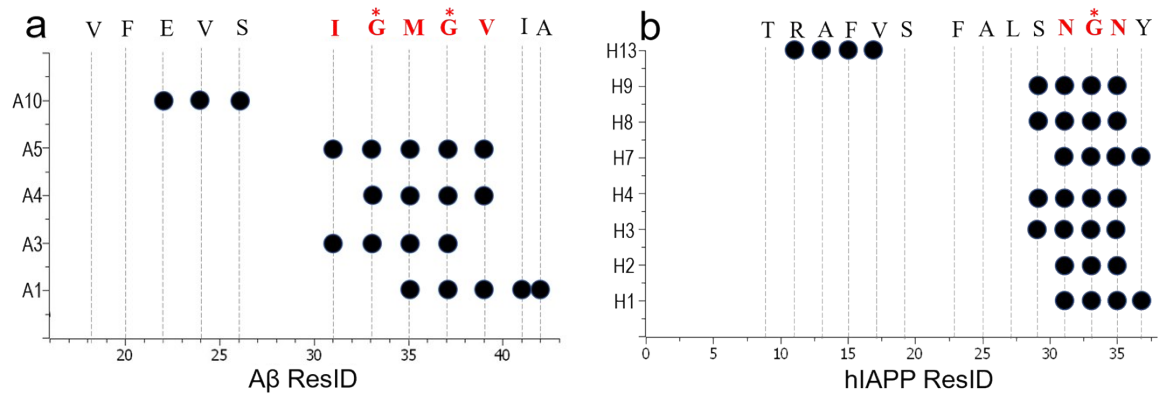 a
V F E V S I G* M G* V I A
A10
A5
A4
A3
A1
20 25 30 35 40
Aβ ResID
b
T R A F V S F A L S N G* N Y
H13
H9
H8
H7
H4
H3
H2
H1
0 5 10 15 20 25 30 35
hIAPP ResID